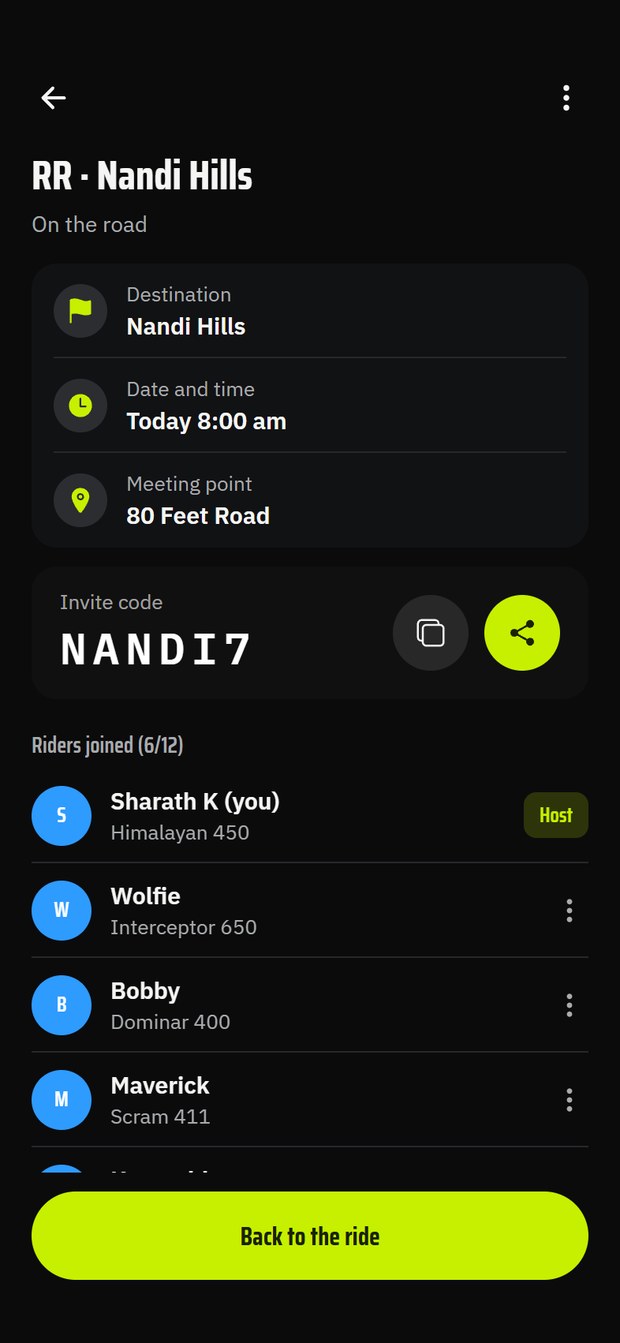 RR · Nandi Hills
On the road
Destination
Nandi Hills
Date and time
Today 8:00 am
Meeting point
80 Feet Road
Invite code
NANDI7
Riders joined (6/12)
S
Sharath K (you)
Himalayan 450
Host
W
Wolfie
Interceptor 650
B
Bobby
Dominar 400
M
Maverick
Scram 411
Back to the ride